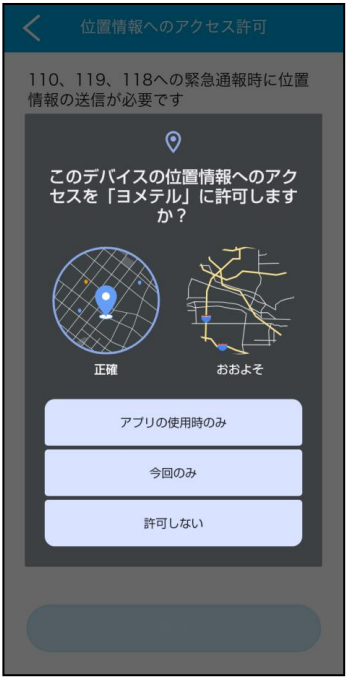 位置情報へのアクセス許可
110、119、118への緊急通報時に位置
情報の送信が必要です
このデバイスの位置情報へのアク
セスを「ヨメテル」に許可します
か？
正確
おおよそ
アプリの使用時のみ
今回のみ
許可しない